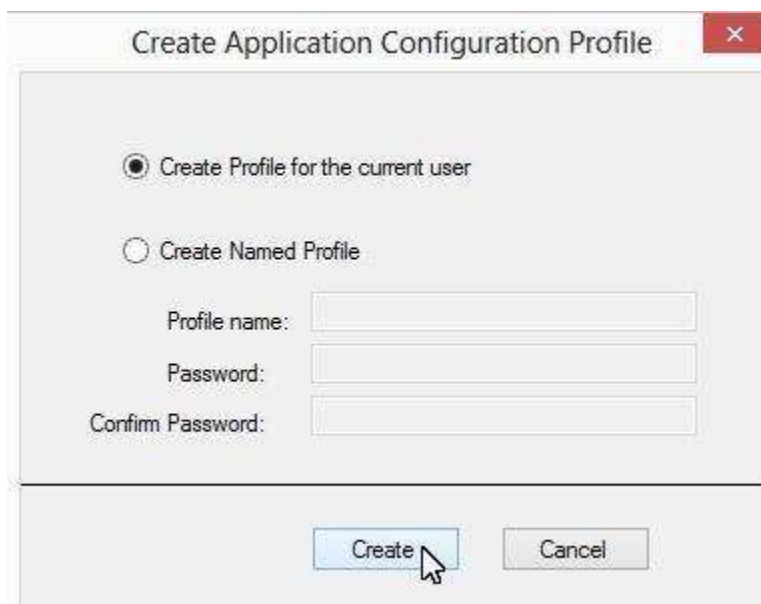 Create Application Configuration Profile
Create Profile for the current user
Create Named Profile
Profile name:
Password:
Confirm Password:
Create Cancel